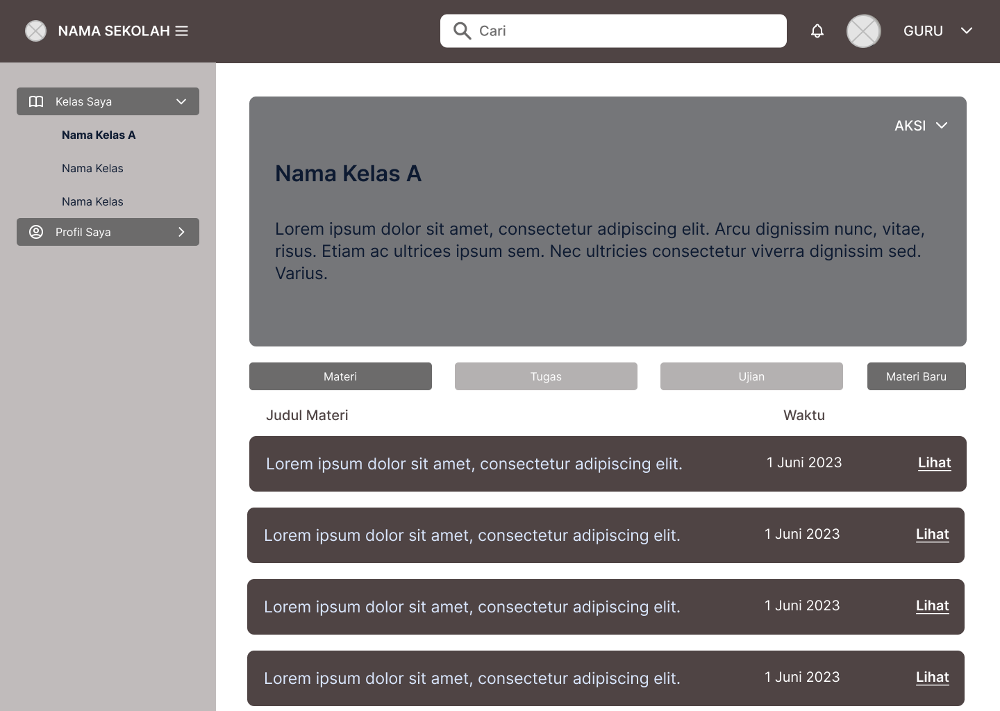 NAMA SEKOLAH
Cari
GURU
Kelas Saya
Nama Kelas A
Nama Kelas
Nama Kelas
Profil Saya
AKSI
Nama Kelas A
Lorem ipsum dolor sit amet, consectetur adipiscing elit. Arcu dignissim nunc, vitae,
risus. Etiam ac ultrices ipsum sem. Nec ultricies consectetur viverra dignissim sed.
Varius.
Materi
Tugas
Ujian
Materi Baru
Judul Materi
Waktu
Lorem ipsum dolor sit amet, consectetur adipiscing elit.
1 Juni 2023
Lihat
Lorem ipsum dolor sit amet, consectetur adipiscing elit.
1 Juni 2023
Lihat
Lorem ipsum dolor sit amet, consectetur adipiscing elit.
1 Juni 2023
Lihat
Lorem ipsum dolor sit amet, consectetur adipiscing elit.
1 Juni 2023
Lihat